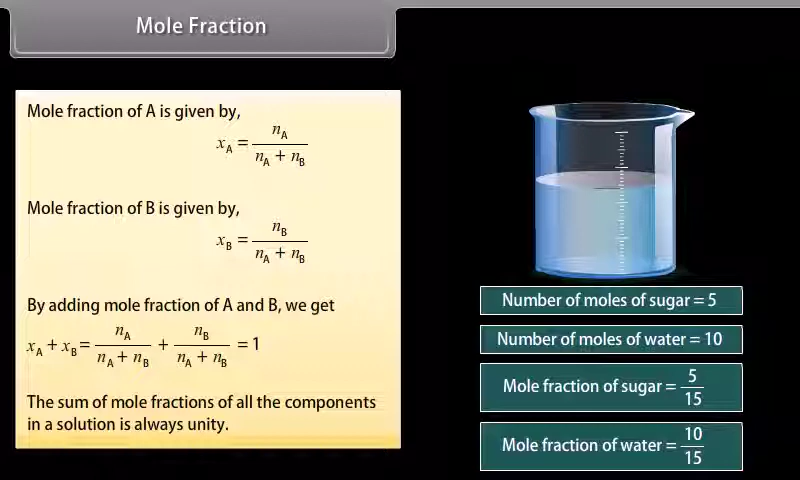 Mole Fraction
Mole fraction of A is given by,
x_A = n_A / (n_A + n_B)
Mole fraction of B is given by,
x_B = n_B / (n_A + n_B)
By adding mole fraction of A and B, we get
x_A + x_B = n_A / (n_A + n_B) + n_B / (n_A + n_B) = 1
The sum of mole fractions of all the components
in a solution is always unity.
Number of moles of sugar = 5
Number of moles of water = 10
Mole fraction of sugar = 5/15
Mole fraction of water = 10/15